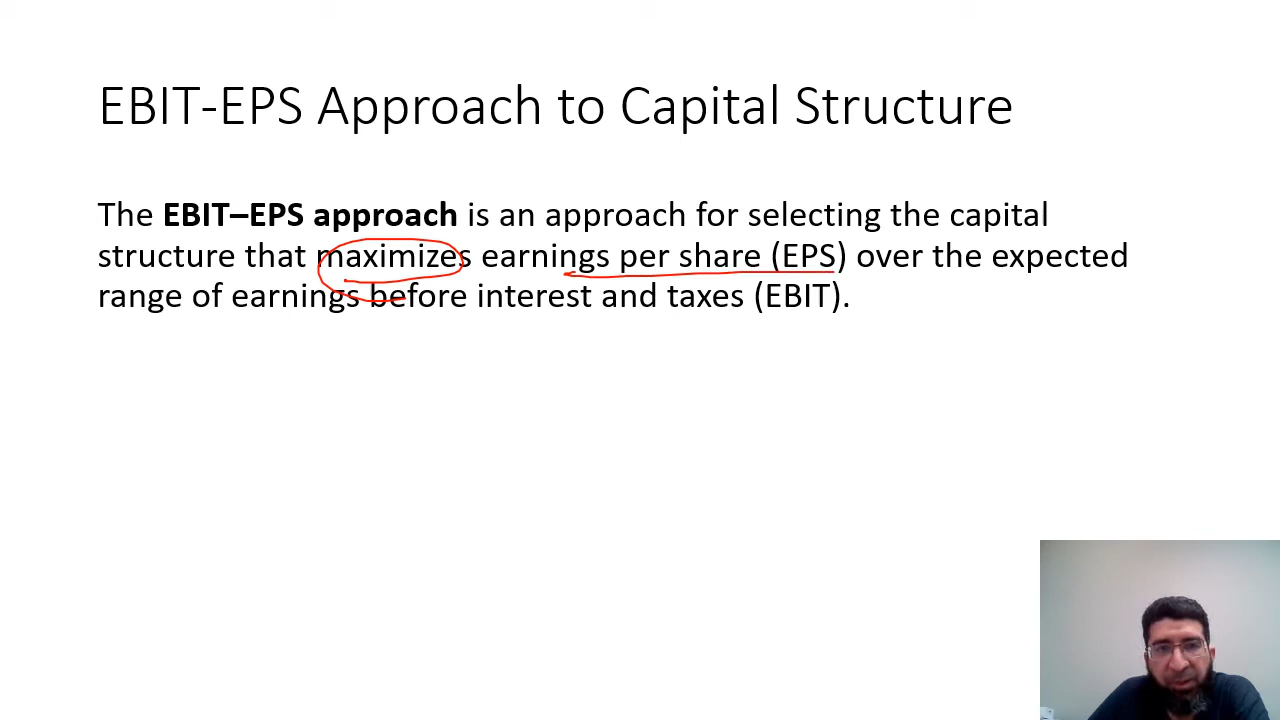 EBIT-EPS Approach to Capital Structure
The EBIT–EPS approach is an approach for selecting the capital
structure that maximizes earnings per share (EPS) over the expected
range of earnings before interest and taxes (EBIT).